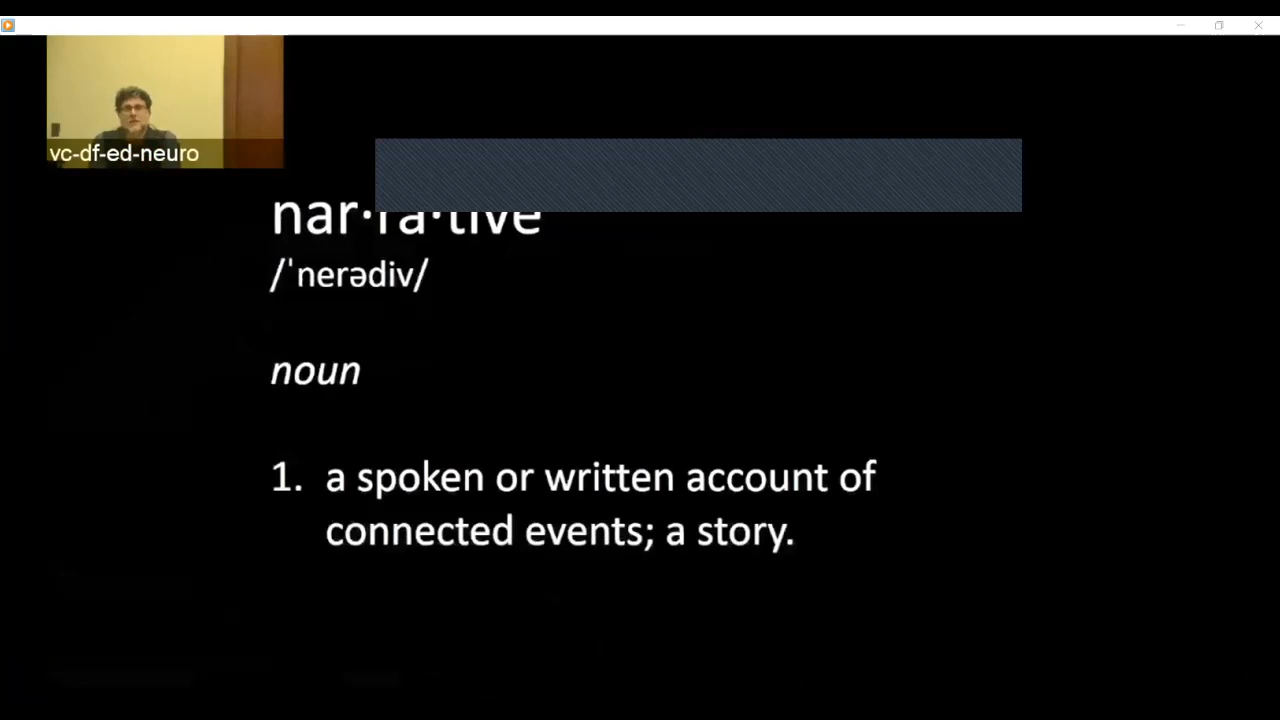 vc-df-ed-neuro
nar·ra·tive
/ˈnerədiv/
noun
1. a spoken or written account of
connected events; a story.